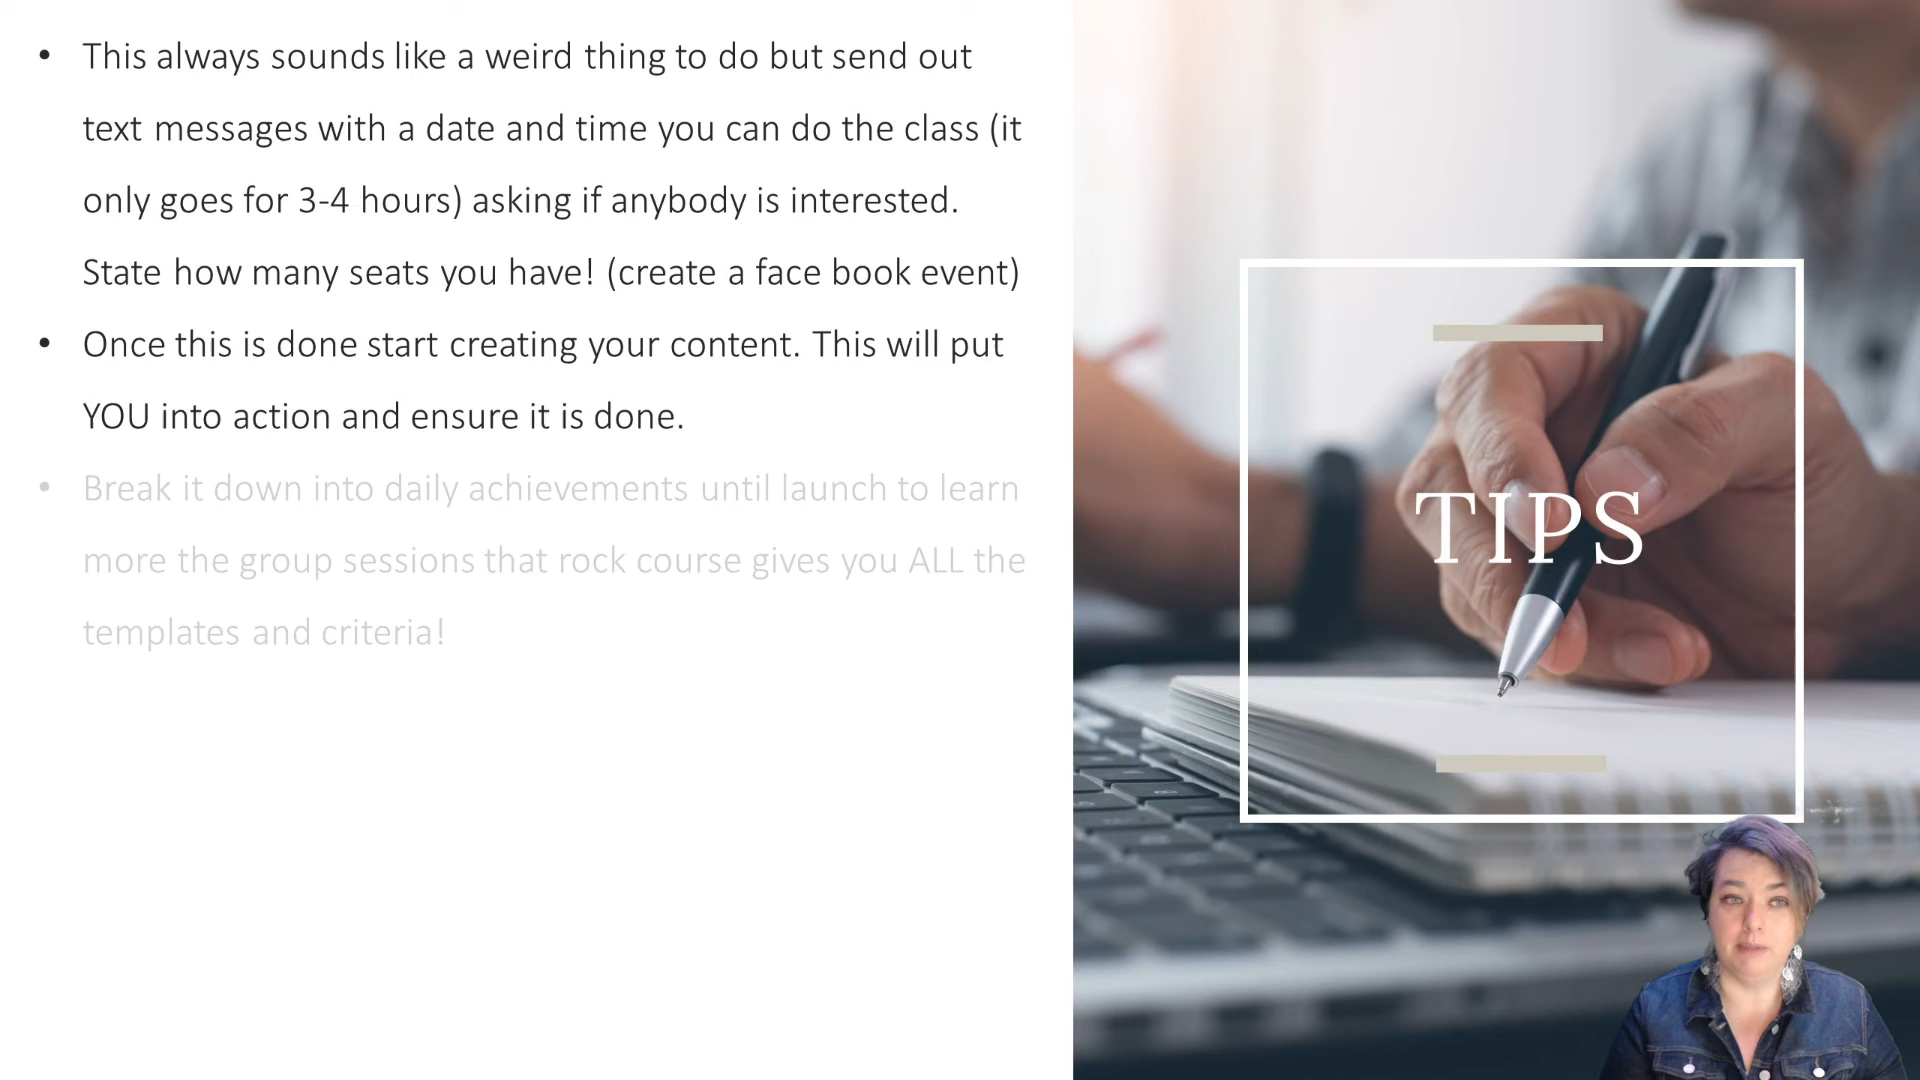 • This always sounds like a weird thing to do but send out
text messages with a date and time you can do the class (it
only goes for 3-4 hours) asking if anybody is interested.
State how many seats you have! (create a face book event)
• Once this is done start creating your content. This will put
YOU into action and ensure it is done.
• Break it down into daily achievements until launch to learn
more the group sessions that rock course gives you ALL the
templates and criteria!
TIPS